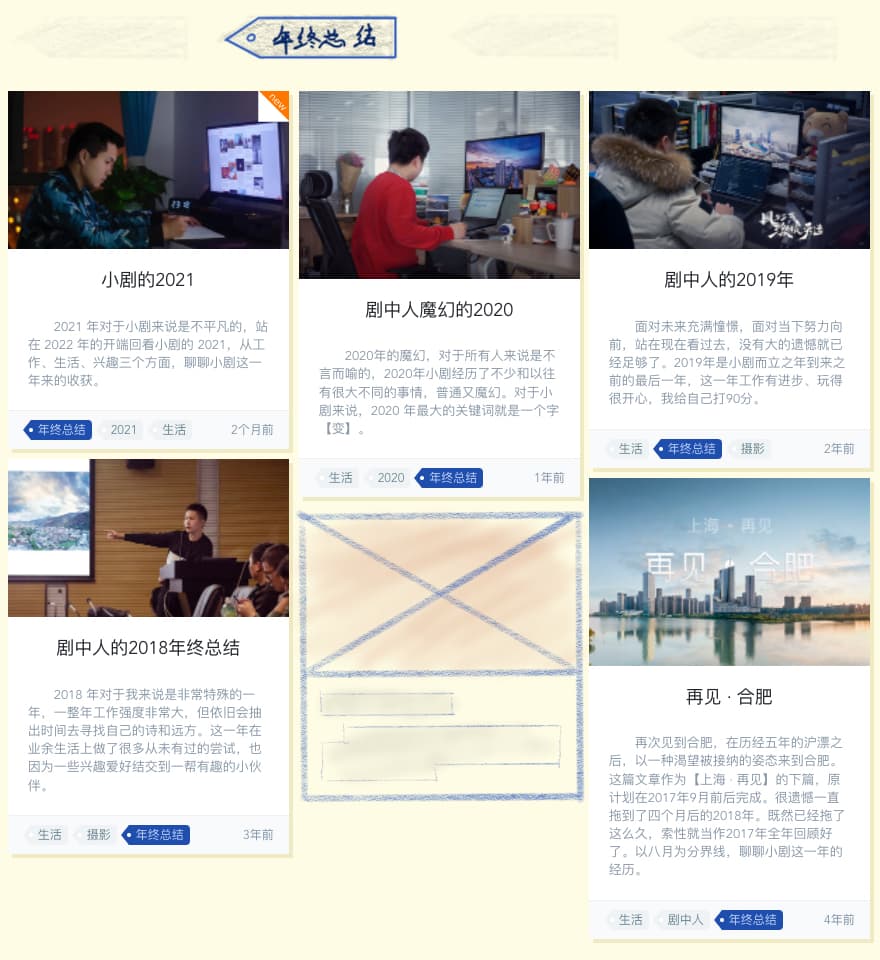 年终总结
new
小剧的2021
2021 年对于小剧来说是不平凡的，站
在 2022 年的开端回看小剧的 2021，从工
作、生活、兴趣三个方面，聊聊小剧这一
年来的收获。
年终总结
2021
生活
2个月前
剧中人魔幻的2020
2020年的魔幻，对于所有人来说是不
言而喻的，2020年小剧经历了不少和以往
有很大不同的事情，普通又魔幻。对于小
剧来说，2020 年最大的关键词就是一个字
【变】。
生活
2020
年终总结
1年前
剧中人的2019年
面对未来充满憧憬，面对当下努力向
前，站在现在看过去，没有大的遗憾就已
经足够了。2019年是小剧而立之年到来之
前的最后一年，这一年工作有进步、玩得
很开心，我给自己打90分。
生活
年终总结
摄影
2年前
剧中人的2018年终总结
2018 年对于我来说是非常特殊的一
年，一整年工作强度非常大，但依旧会抽
出时间去寻找自己的诗和远方。这一年在
业余生活上做了很多从未有过的尝试，也
因为一些兴趣爱好结交到一帮有趣的小伙
伴。
生活
摄影
年终总结
3年前
上海·再见
再见 合肥
再见 · 合肥
再次见到合肥，在历经五年的沪漂之
后，以一种渴望被接纳的姿态来到合肥。
这篇文章作为【上海 · 再见】的下篇，原
计划在2017年9月前后完成。很遗憾一直
拖到了四个月后的2018年。既然已经拖了
这么久，索性就当作2017年全年回顾好
了。以八月为分界线，聊聊小剧这一年的
经历。
生活
剧中人
年终总结
4年前